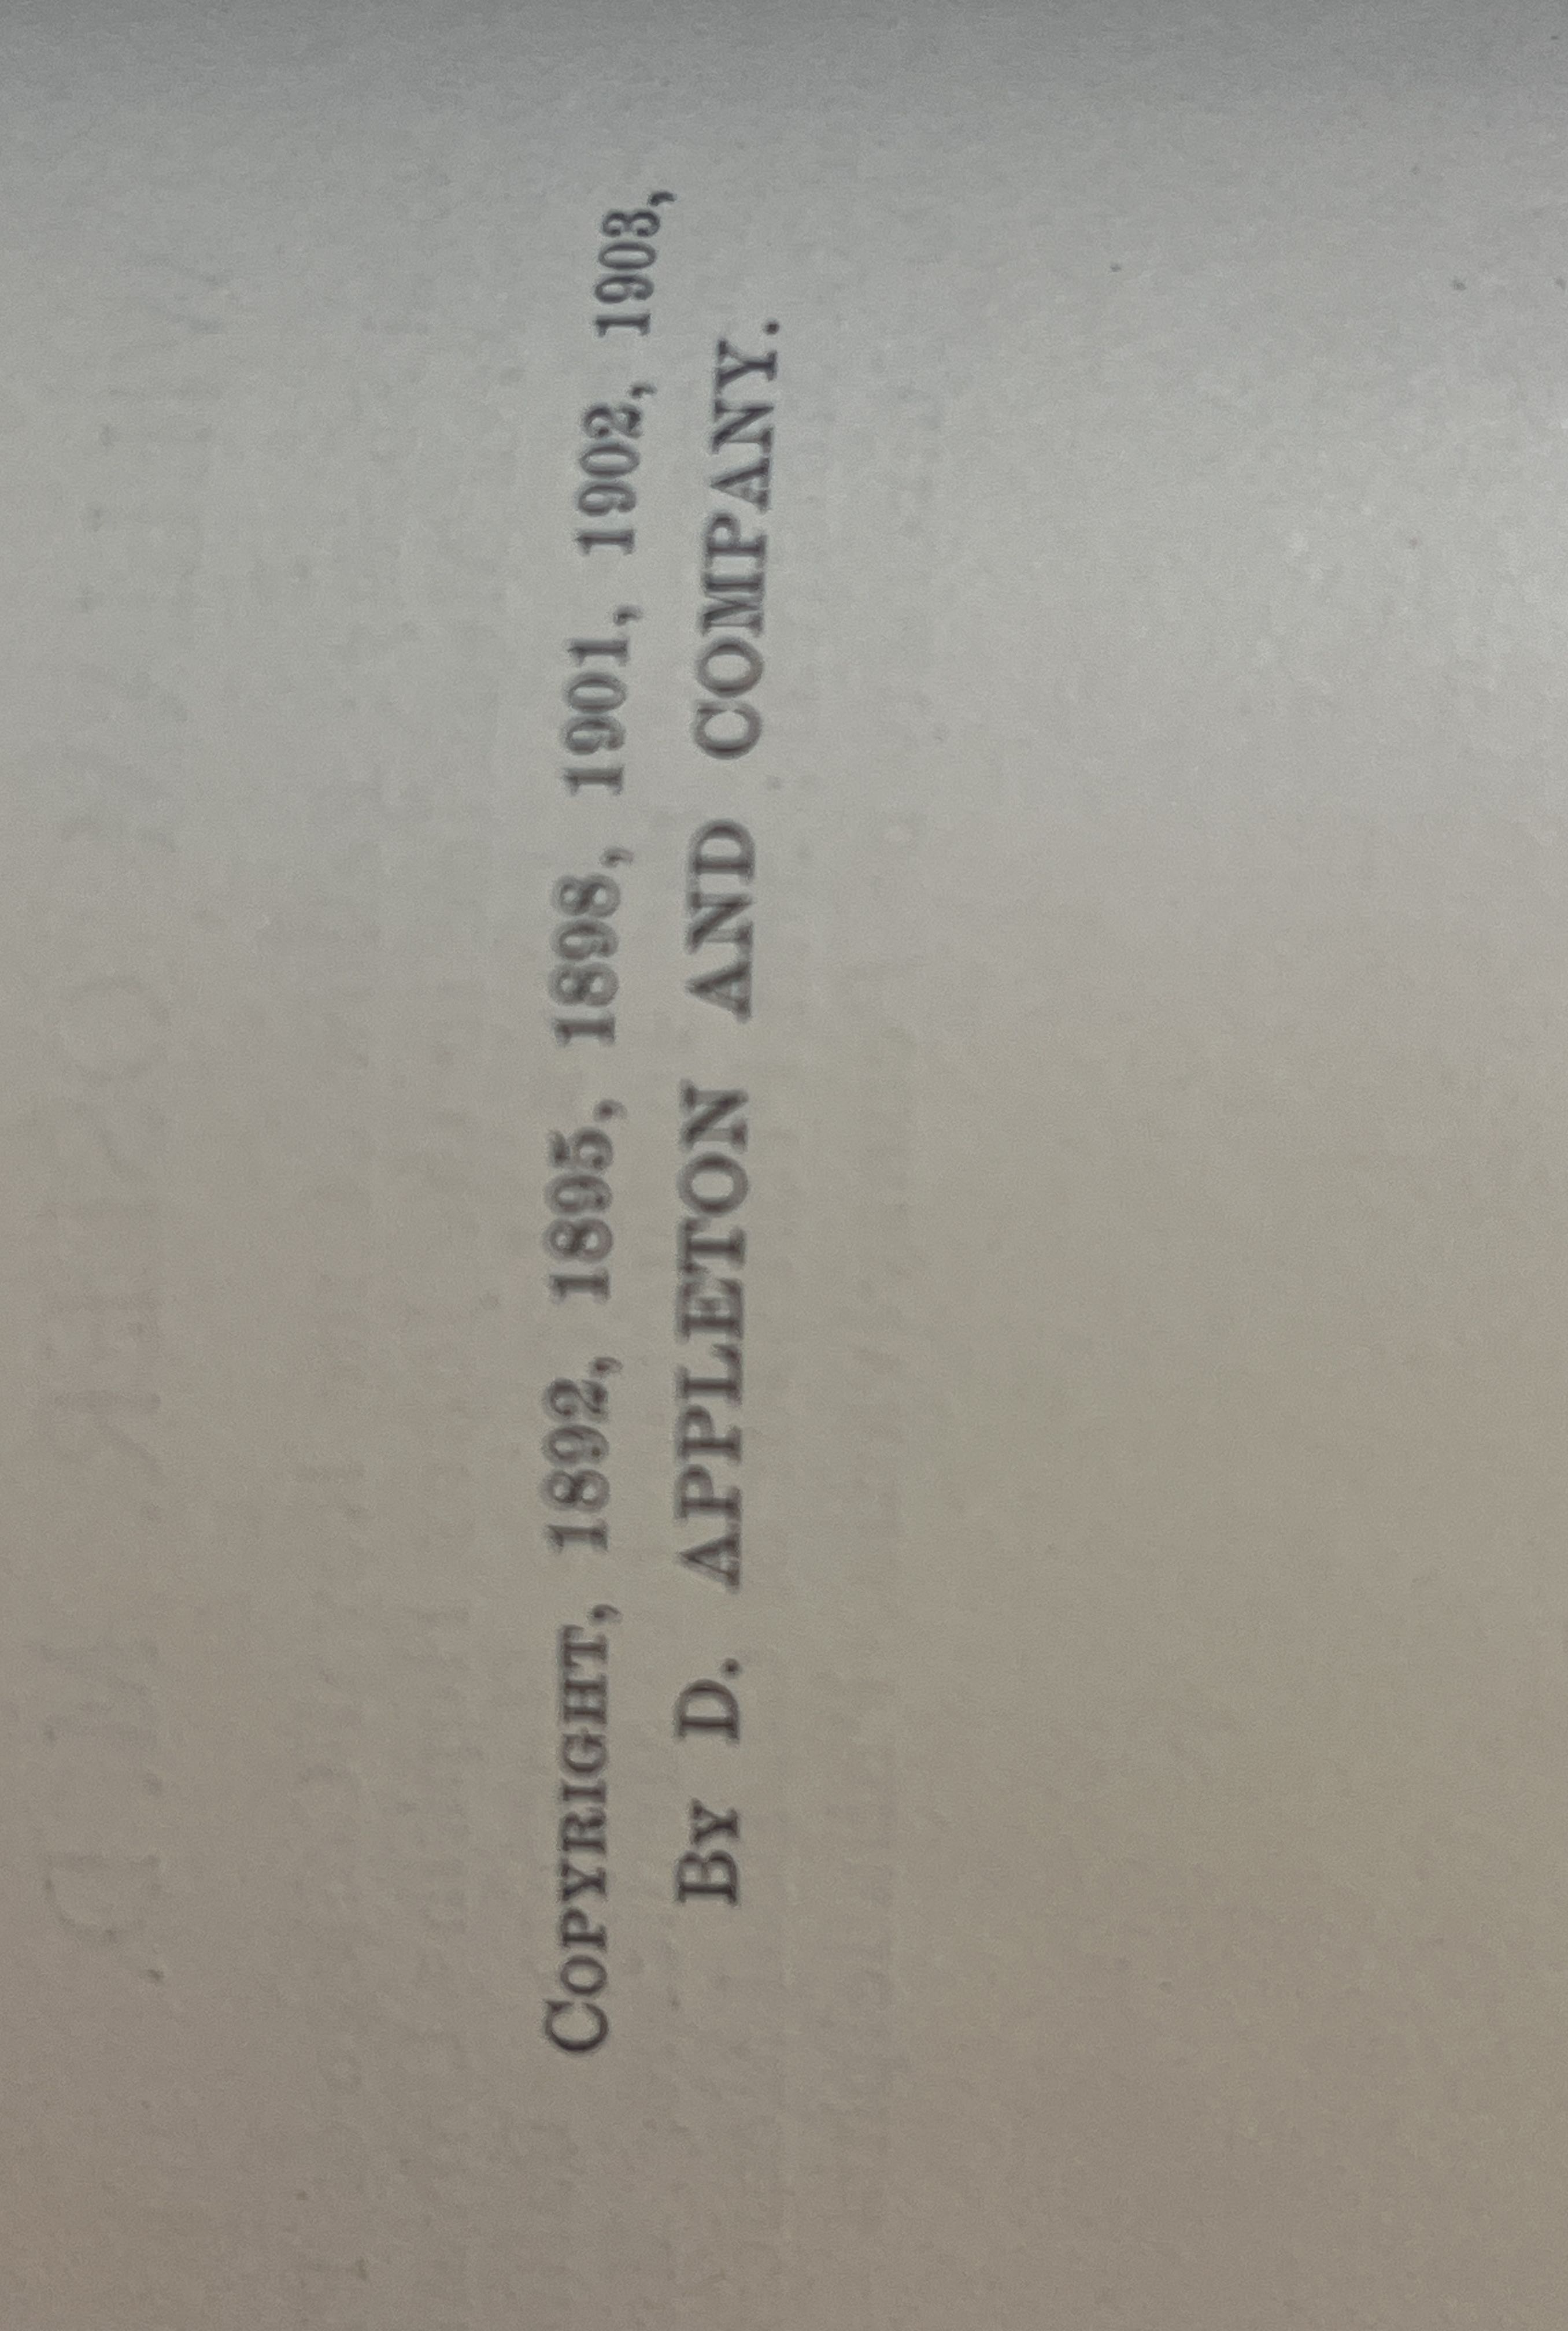 Copyright, 1892, 1895, 1898, 1901, 1902, 1903,
By D. APPLETON AND COMPANY.